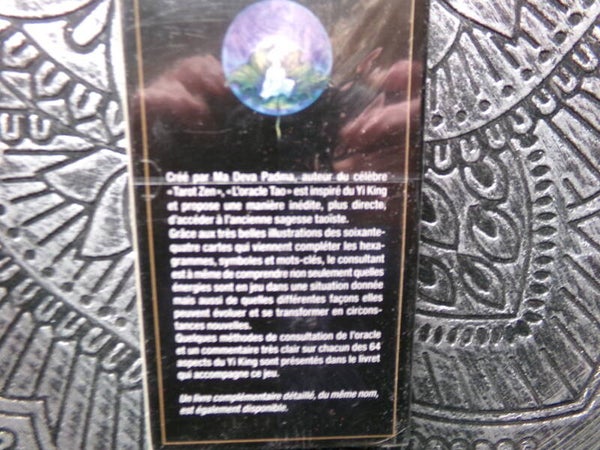 Créé par Ma Deva Padma, auteur du célèbre
«Tarot Zen», «L'oracle Tao» est inspiré du Yi King
et propose une manière inédite, plus directe,
d'accéder à l'ancienne sagesse taoïste.
Grâce aux très belles illustrations des soixante-
quatre cartes qui viennent compléter les hexa-
grammes, symboles et mots-clés, le consultant
est à même de comprendre non seulement quelles
énergies sont en jeu dans une situation donnée
mais aussi de quelles différentes façons elles
peuvent évoluer et se transformer en circons-
tances nouvelles.
Quelques méthodes de consultation de l'oracle
et un commentaire très clair sur chacun des 64
aspects du Yi King sont présentés dans le livret
qui accompagne ce jeu.
Un livre complémentaire détaillé, du même nom,
est également disponible.